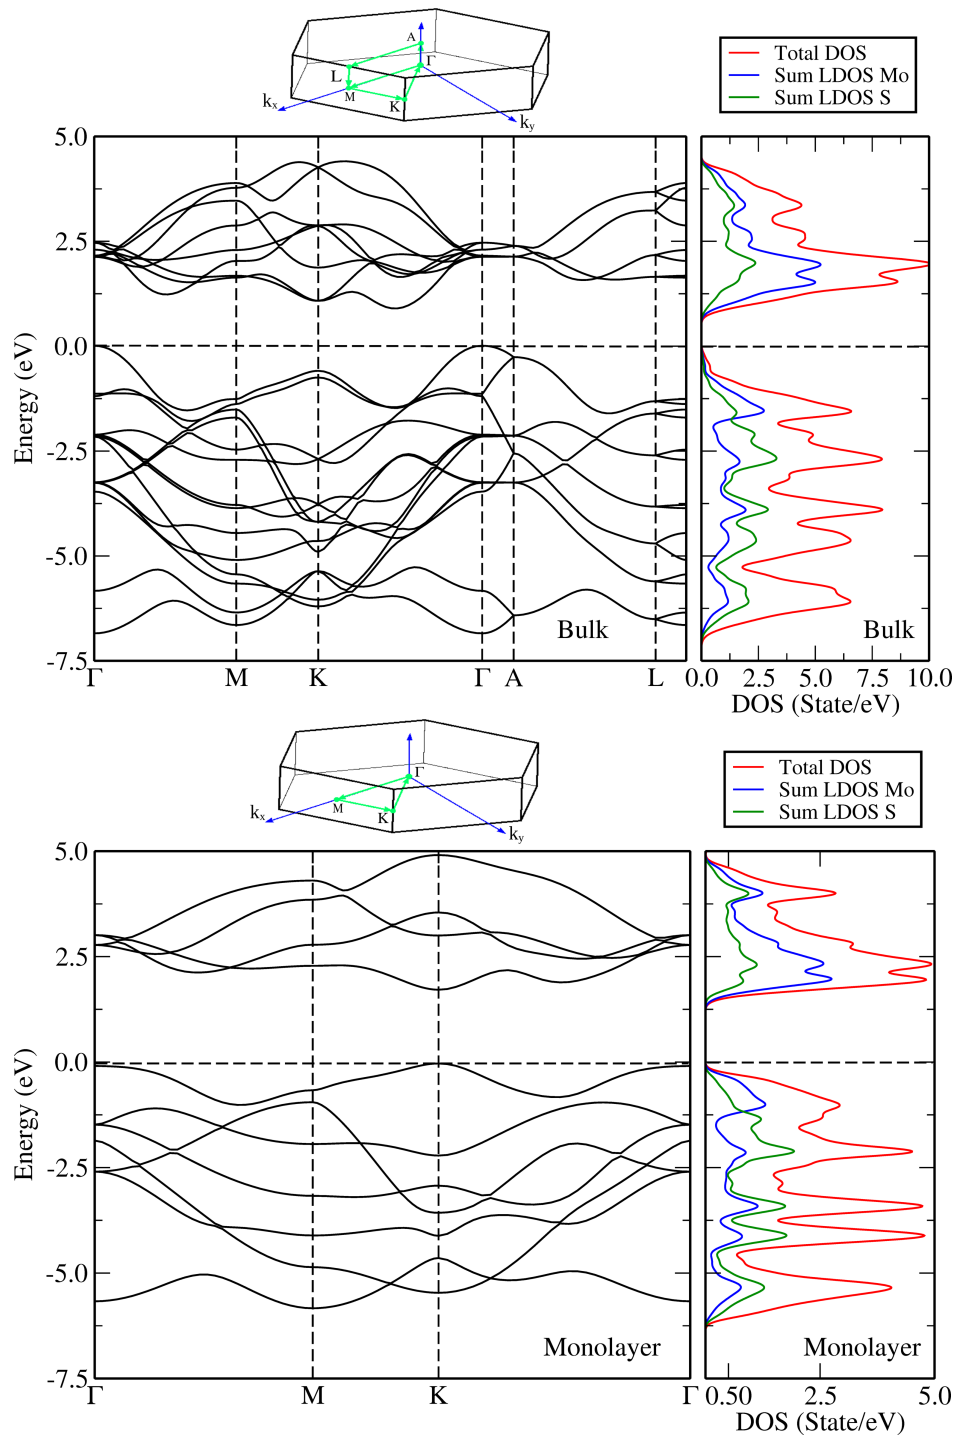 A
Γ
L
M
K
kx
ky
Total DOS
Sum LDOS Mo
Sum LDOS S
5.0
2.5
0.0
-2.5
-5.0
-7.5
Energy (eV)
Bulk
Γ M K Γ A L
Bulk
0.0 2.5 5.0 7.5 10.0
DOS (State/eV)
Γ
M
K
kx
ky
Total DOS
Sum LDOS Mo
Sum LDOS S
5.0
2.5
0.0
-2.5
-5.0
-7.5
Energy (eV)
Monolayer
Γ M K Γ
Monolayer
0.50 2.5 5.0
DOS (State/eV)